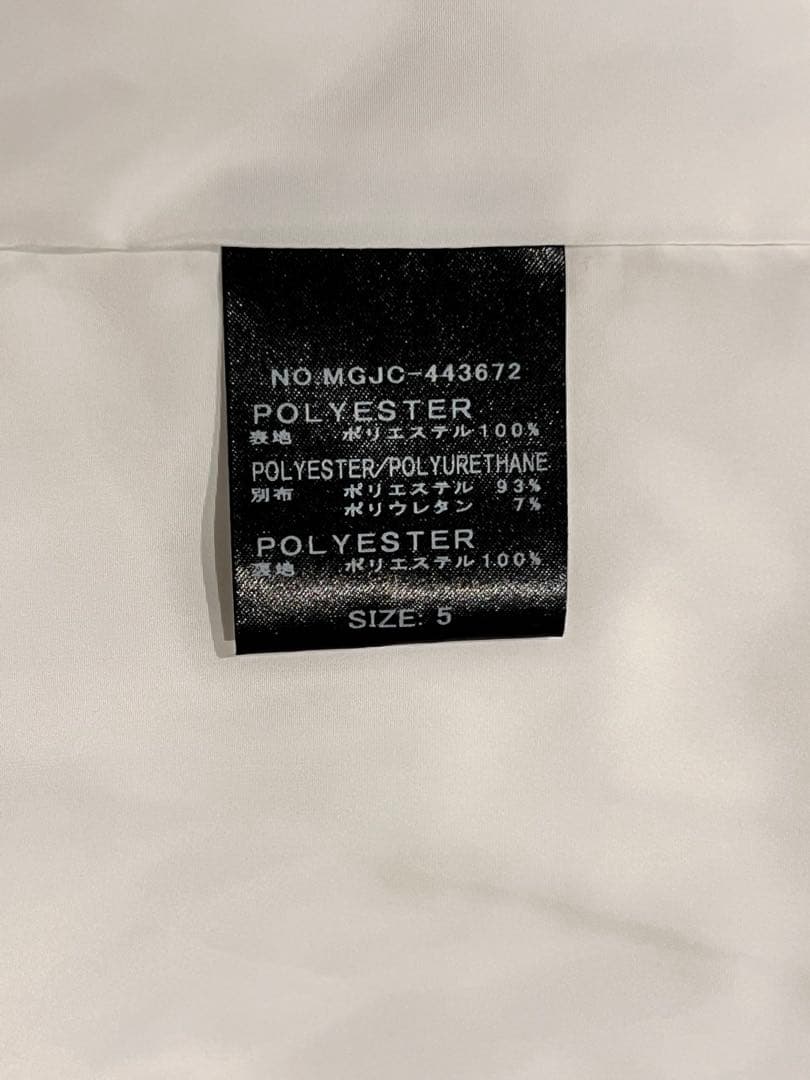 NO.MGJC-443672
POLYESTER
表地 ポリエステル100%
POLYESTER/POLYURETHANE
別布 ポリエステル 93%
ポリウレタン 7%
POLYESTER
裏地 ポリエステル100%
SIZE: 5